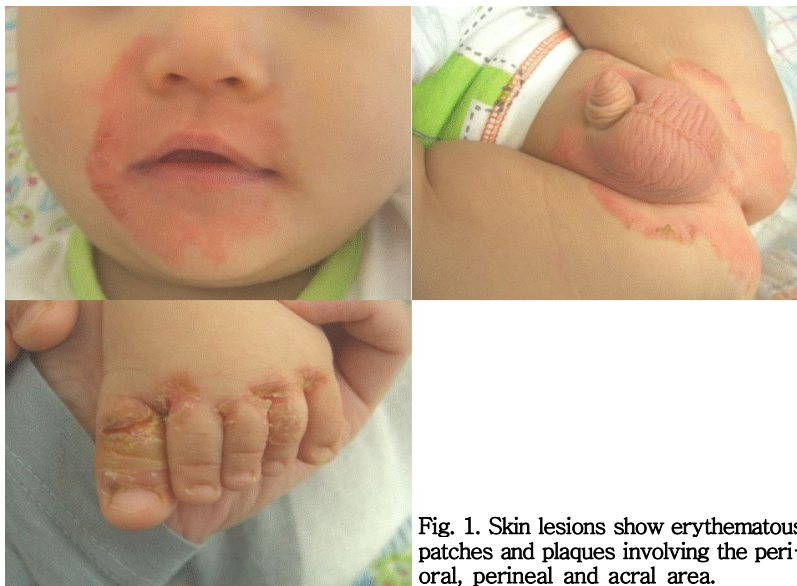 Fig. 1. Skin lesions show erythematous
patches and plaques involving the peri-
oral, perineal and acral area.